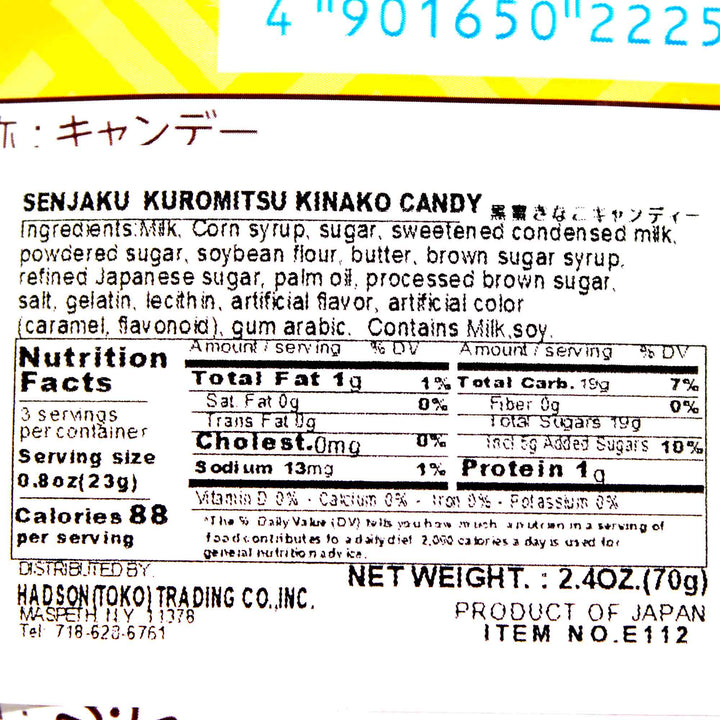 4 "901650"2225
: キャンデー
SENJAKU KUROMITSU KINAKO CANDY 黒蜜きなこキャンディー
Ingredients:Milk, Corn syrup, sugar, sweetened condensed milk,
powdered sugar, soybean flour, butter, brown sugar syrup,
refined Japanese sugar, palm oil, processed brown sugar,
salt, gelatin, lecithin, artificial flavor, artificial color
(caramel, flavonoid), gum arabic. Contains Milk,soy.
Nutrition
Facts
3 servings
per container
Serving size
0.8oz(23g)
Calories 88
per serving
Amount / serving % DV
Total Fat 1g 1%
Sat Fat 0g 0%
Trans Fat 0g
Cholest.0mg 0%
Sodium 13mg 1%
Amount / serving % DV
Total Carb. 19g 7%
Fiber 0g 0%
Total Sugars 19g
Incl 5g Added Sugars 10%
Protein 1g
Vitamin D 0% - Calcium 0% - Iron 0% - Potassium 0%
*The % Daily Value (DV) tells you how much a nutrien in a serving of
food contributes to a daily diet. 2,000 calories a day is used for
general nutrition advice.
DISTRIBUTED BY
HADSON(TOKO)TRADING CO.,INC.
MASPETH N.Y 11378
Tel: 718-628-6761
NET WEIGHT. : 2.4OZ.(70g)
PRODUCT OF JAPAN
ITEM NO.E112